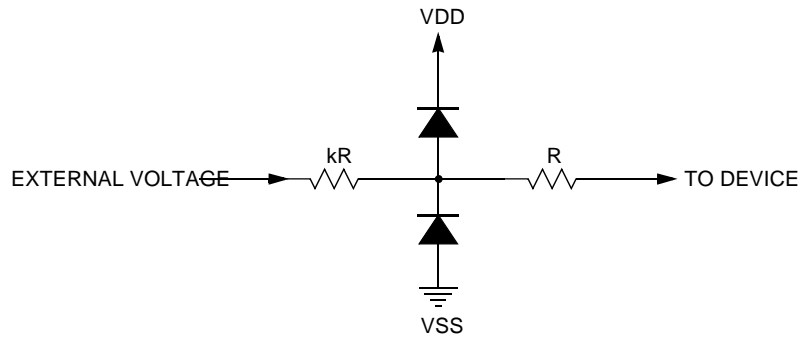 VDD
kR
R
EXTERNAL VOLTAGE
TO DEVICE
VSS